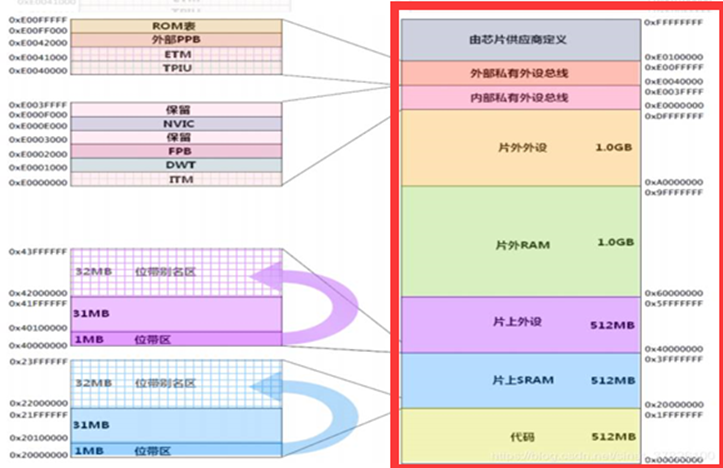 0xE00FFFFF
ROM表
0xE00FF000
外部PPB
0xE0042000
ETM
0xE0041000
TPIU
0xE0040000
0xE003FFFF
保留
0xE000F000
NVIC
0xE000E000
保留
0xE0003000
FPB
0xE0002000
DWT
0xE0001000
ITM
0xE0000000
0x43FFFFFF
32MB 位带别名区
0x42000000
0x41FFFFFF
31MB
0x40100000
1MB 位带区
0x40000000
0x23FFFFFF
32MB 位带别名区
0x22000000
0x21FFFFFF
31MB
0x20100000
1MB 位带区
0x20000000
0xFFFFFFFF
由芯片供应商定义
0xE0100000
0xE00FFFFF
外部私有外设总线
0xE0040000
0xE003FFFF
内部私有外设总线
0xE0000000
0xDFFFFFFF
片外外设 1.0GB
0xA0000000
0x9FFFFFFF
片外RAM 1.0GB
0x60000000
0x5FFFFFFF
片上外设 512MB
0x40000000
0x3FFFFFFF
片上SRAM 512MB
0x20000000
0x1FFFFFFF
代码 512MB
0x00000000